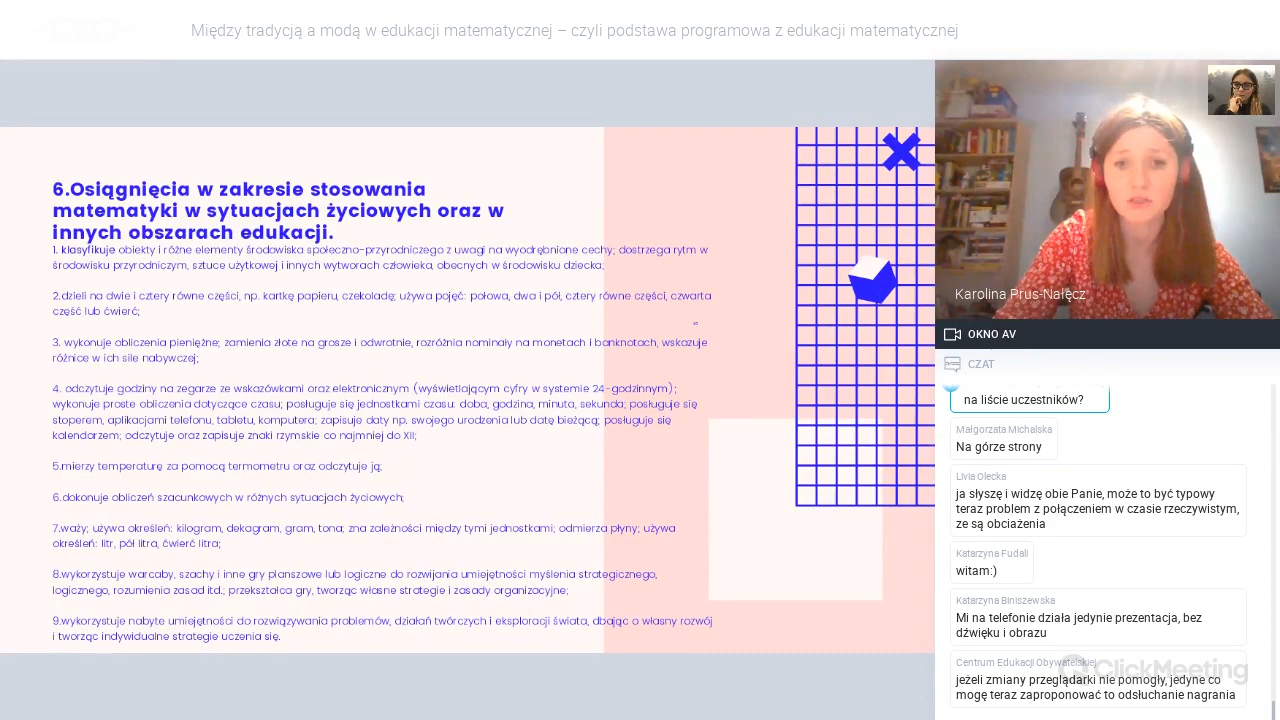 Między tradycją a modą w edukacji matematycznej – czyli podstawa programowa z edukacji matematycznej
6.Osiągnięcia w zakresie stosowania
matematyki w sytuacjach życiowych oraz w
innych obszarach edukacji.
1. klasyfikuje obiekty i różne elementy środowiska społeczno-przyrodniczego z uwagi na wyodrębnione cechy; dostrzega rytm w
środowisku przyrodniczym, sztuce użytkowej i innych wytworach człowieka, obecnych w środowisku dziecka;
2.dzieli na dwie i cztery równe części, np. kartkę papieru, czekoladę; używa pojęć: połowa, dwa i pół, cztery równe części, czwarta
część lub ćwierć;
3. wykonuje obliczenia pieniężne; zamienia złote na grosze i odwrotnie, rozróżnia nominały na monetach i banknotach, wskazuje
różnice w ich sile nabywczej;
4. odczytuje godziny na zegarze ze wskazówkami oraz elektronicznym (wyświetlającym cyfry w systemie 24-godzinnym);
wykonuje proste obliczenia dotyczące czasu; posługuje się jednostkami czasu: doba, godzina, minuta, sekunda; posługuje się
stoperem, aplikacjami telefonu, tabletu, komputera; zapisuje daty np. swojego urodzenia lub datę bieżącą; posługuje się
kalendarzem; odczytuje oraz zapisuje znaki rzymskie co najmniej do XII;
5.mierzy temperaturę za pomocą termometru oraz odczytuje ją;
6.dokonuje obliczeń szacunkowych w różnych sytuacjach życiowych;
7.waży; używa określeń: kilogram, dekagram, gram, tona; zna zależności między tymi jednostkami; odmierza płyny; używa
określeń: litr, pół litra, ćwierć litra;
8.wykorzystuje warcaby, szachy i inne gry planszowe lub logiczne do rozwijania umiejętności myślenia strategicznego,
logicznego, rozumienia zasad itd.; przekształca gry, tworząc własne strategie i zasady organizacyjne;
9.wykorzystuje nabyte umiejętności do rozwiązywania problemów, działań twórczych i eksploracji świata, dbając o własny rozwój
i tworząc indywidualne strategie uczenia się.
Karolina Prus-Nałęcz
OKNO AV
CZAT
na liście uczestników?
Małgorzata Michalska
Na górze strony
Livia Olecka
ja słyszę i widzę obie Panie, może to być typowy
teraz problem z połączeniem w czasie rzeczywistym,
ze są obciażenia
Katarzyna Fudali
witam:)
Katarzyna Biniszewska
Mi na telefonie działa jedynie prezentacja, bez
dźwięku i obrazu
Centrum Edukacji Obywatelskiej
ClickMeeting
jeżeli zmiany przeglądarki nie pomogły, jedyne co
mogę teraz zaproponować to odsłuchanie nagrania